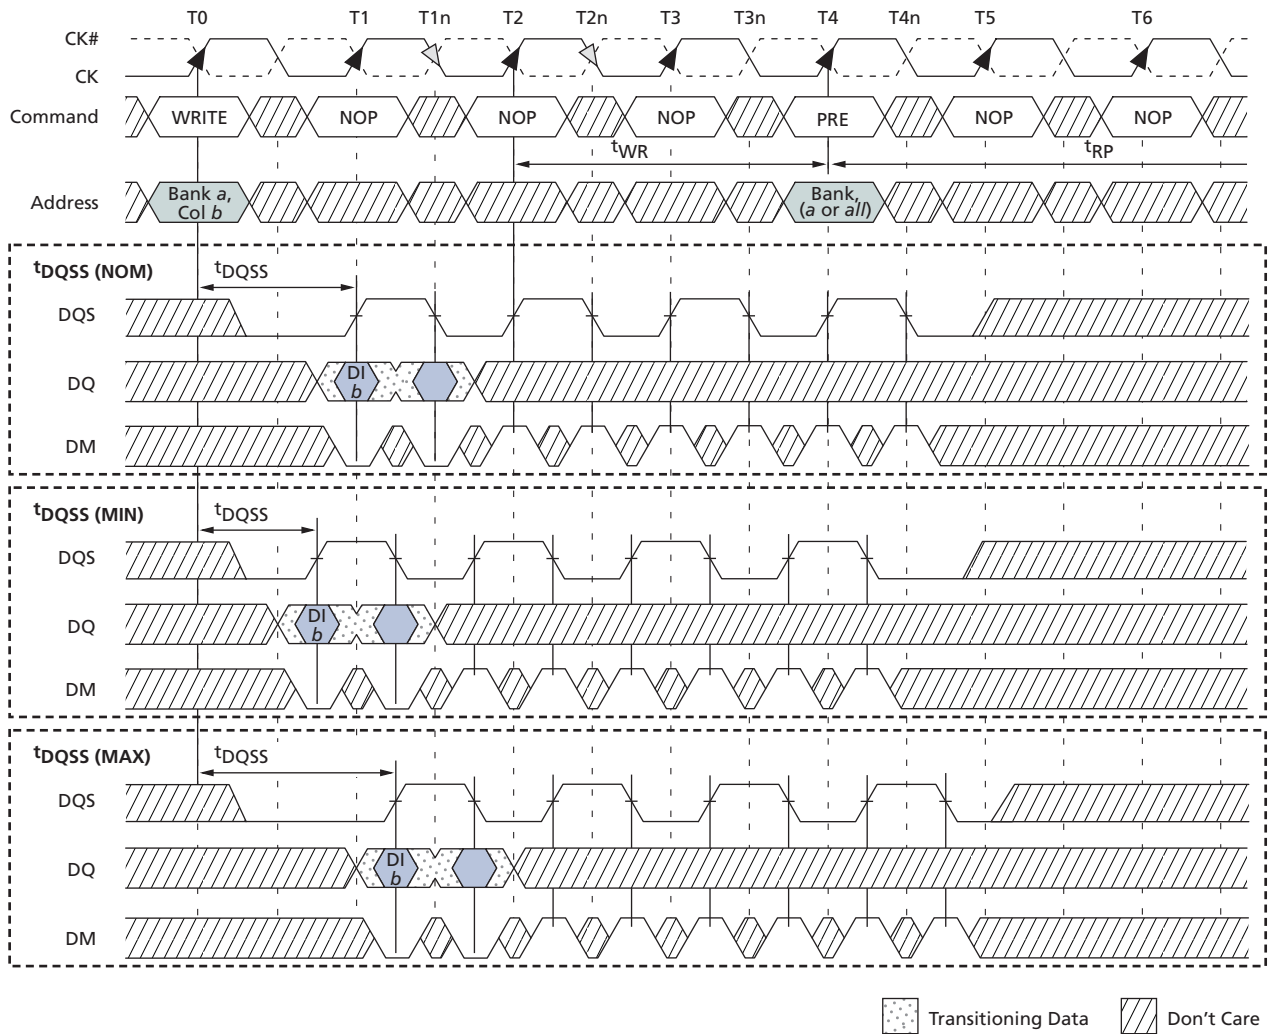 T0 T1 T1n T2 T2n T3 T3n T4 T4n T5 T6
CK#
CK
Command WRITE NOP NOP NOP PRE NOP NOP
tWR tRP
Address Bank a, Col b Bank, (a or all)
tDQSS (NOM) tDQSS
DQS
DQ DI b
DM
tDQSS (MIN) tDQSS
DQS
DQ DI b
DM
tDQSS (MAX) tDQSS
DQS
DQ DI b
DM
Transitioning Data Don't Care